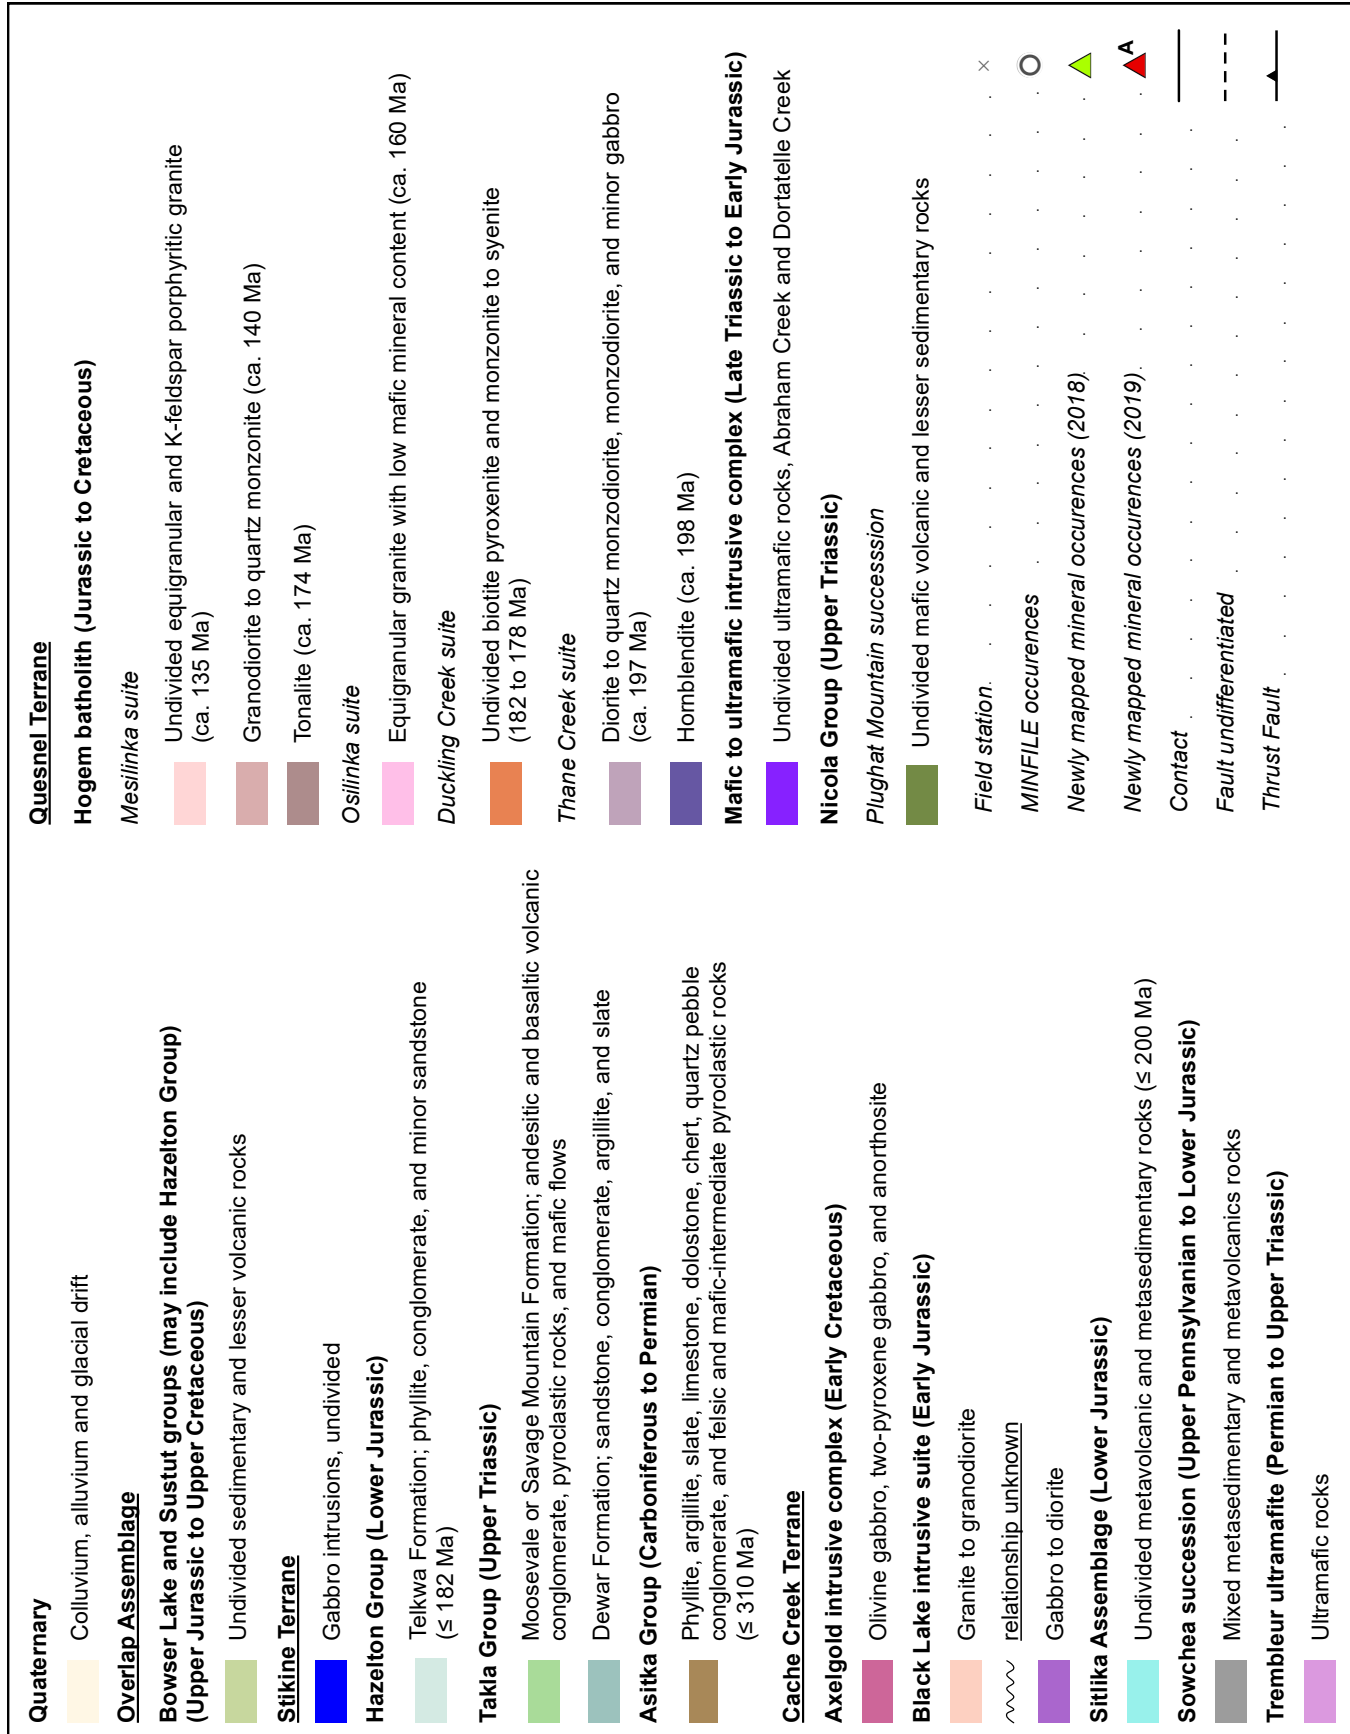 Quaternary
Colluvium, alluvium and glacial drift
Overlap Assemblage
Bowser Lake and Sustut groups (may include Hazelton Group)
(Upper Jurassic to Upper Cretaceous)
Undivided sedimentary and lesser volcanic rocks
Stikine Terrane
Gabbro intrusions, undivided
Hazelton Group (Lower Jurassic)
Telkwa Formation; phyllite, conglomerate, and minor sandstone
(≤ 182 Ma)
Takla Group (Upper Triassic)
Moosevale or Savage Mountain Formation; andesitic and basaltic volcanic
conglomerate, pyroclastic rocks, and mafic flows
Dewar Formation; sandstone, conglomerate, argillite, and slate
Asitka Group (Carboniferous to Permian)
Phyllite, argillite, slate, limestone, dolostone, chert, quartz pebble
conglomerate, and felsic and mafic-intermediate pyroclastic rocks
(≤ 310 Ma)
Cache Creek Terrane
Axelgold intrusive complex (Early Cretaceous)
Olivine gabbro, two-pyroxene gabbro, and anorthosite
Black Lake intrusive suite (Early Jurassic)
Granite to granodiorite
relationship unknown
Gabbro to diorite
Sitlika Assemblage (Lower Jurassic)
Undivided metavolcanic and metasedimentary rocks (≤ 200 Ma)
Sowchea succession (Upper Pennsylvanian to Lower Jurassic)
Mixed metasedimentary and metavolcanics rocks
Trembleur ultramafite (Permian to Upper Triassic)
Ultramafic rocks
Quesnel Terrane
Hogem batholith (Jurassic to Cretaceous)
Mesilinka suite
Undivided equigranular and K-feldspar porphyritic granite
(ca. 135 Ma)
Granodiorite to quartz monzonite (ca. 140 Ma)
Tonalite (ca. 174 Ma)
Osilinka suite
Equigranular granite with low mafic mineral content (ca. 160 Ma)
Duckling Creek suite
Undivided biotite pyroxenite and monzonite to syenite
(182 to 178 Ma)
Thane Creek suite
Diorite to quartz monzodiorite, monzodiorite, and minor gabbro
(ca. 197 Ma)
Hornblendite (ca. 198 Ma)
Mafic to ultramafic intrusive complex (Late Triassic to Early Jurassic)
Undivided ultramafic rocks, Abraham Creek and Dortatelle Creek
Nicola Group (Upper Triassic)
Plughat Mountain successsion
Undivided mafic volcanic and lesser sedimentary rocks
Field station
MINFILE occurences
Newly mapped mineral occurences (2018)
Newly mapped mineral occurences (2019) A
Contact
Fault undifferentiated
Thrust Fault